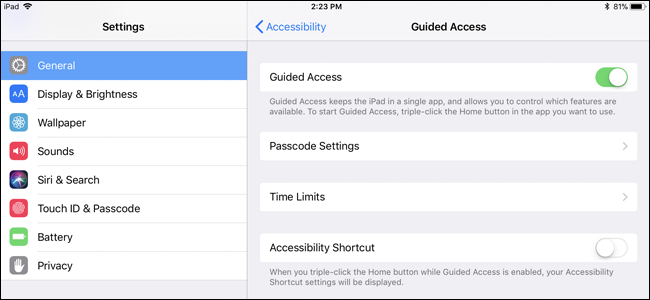 iPad 2:23 PM 81%
Settings
Accessibility Guided Access
General
Display & Brightness
Wallpaper
Sounds
Siri & Search
Touch ID & Passcode
Battery
Privacy
Guided Access
Guided Access keeps the iPad in a single app, and allows you to control which features are
available. To start Guided Access, triple-click the Home button in the app you want to use.
Passcode Settings
Time Limits
Accessibility Shortcut
When you triple-click the Home button while Guided Access is enabled, your Accessibility
Shortcut settings will be displayed.